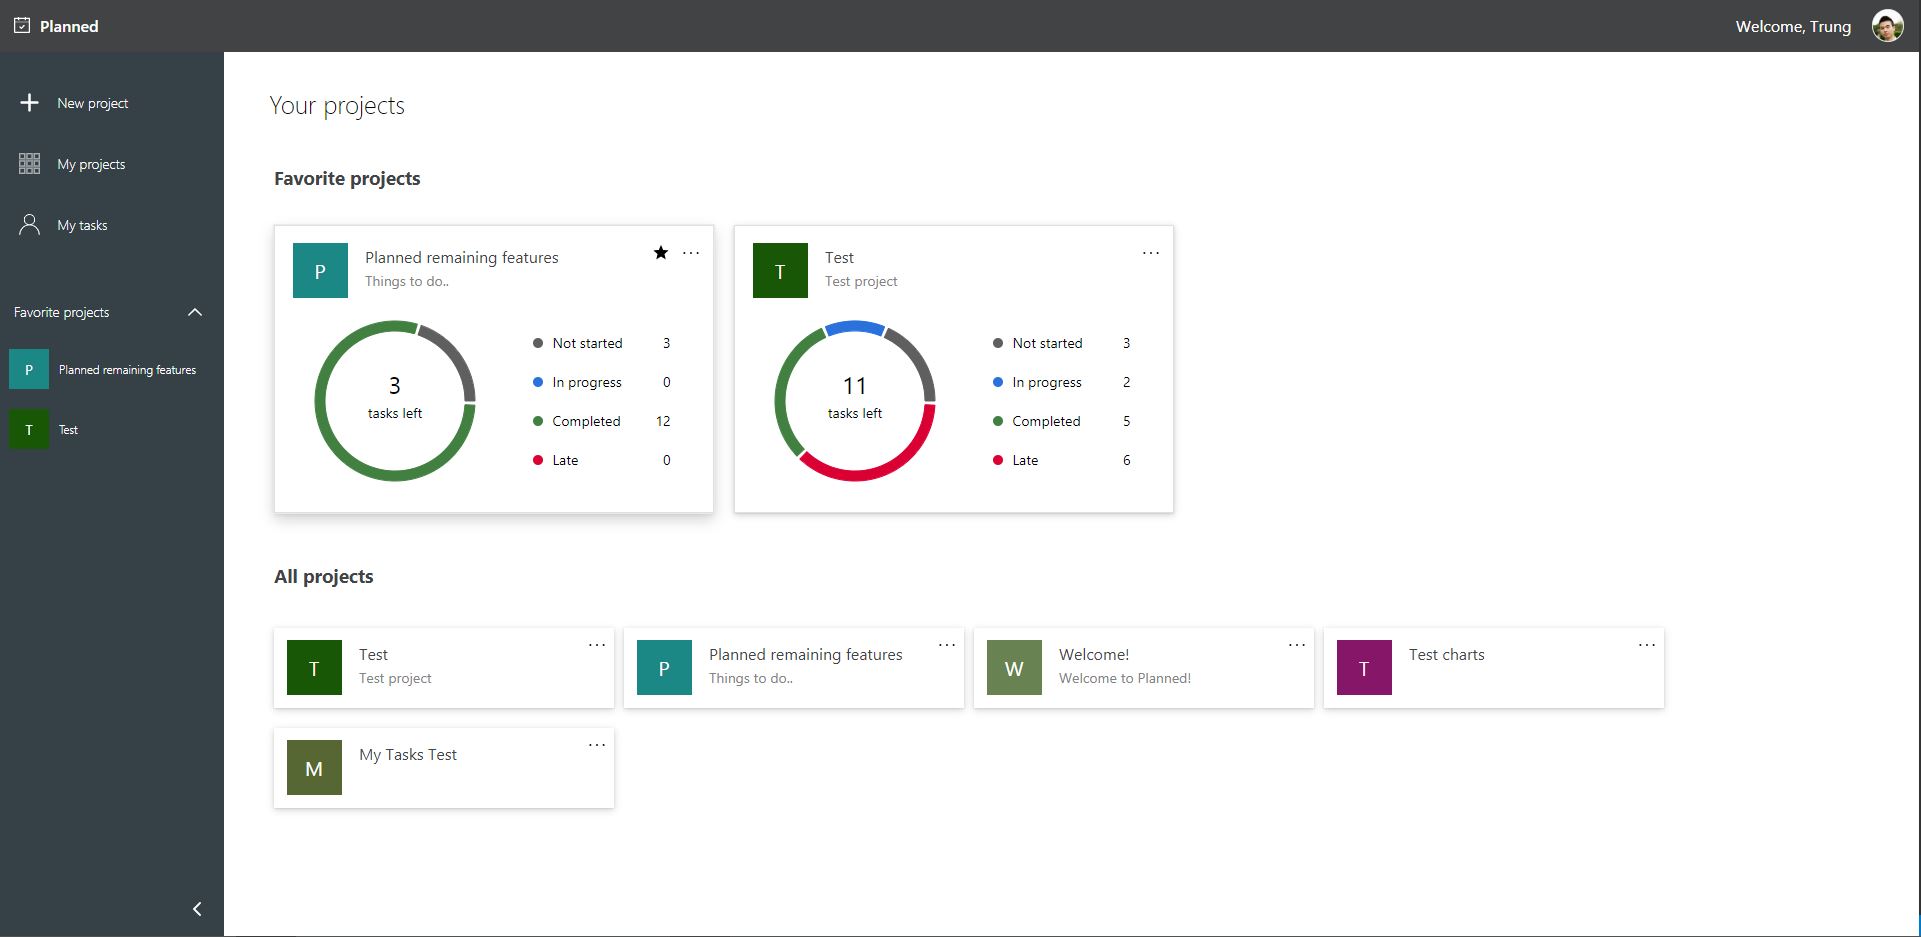 Planned
Welcome, Trung
New project
My projects
My tasks
Favorite projects
P Planned remaining features
T Test
Your projects
Favorite projects
P Planned remaining features
Things to do..
3
tasks left
Not started 3
In progress 0
Completed 12
Late 0
T Test
Test project
11
tasks left
Not started 3
In progress 2
Completed 5
Late 6
All projects
T Test
Test project
P Planned remaining features
Things to do..
W Welcome!
Welcome to Planned!
T Test charts
M My Tasks Test